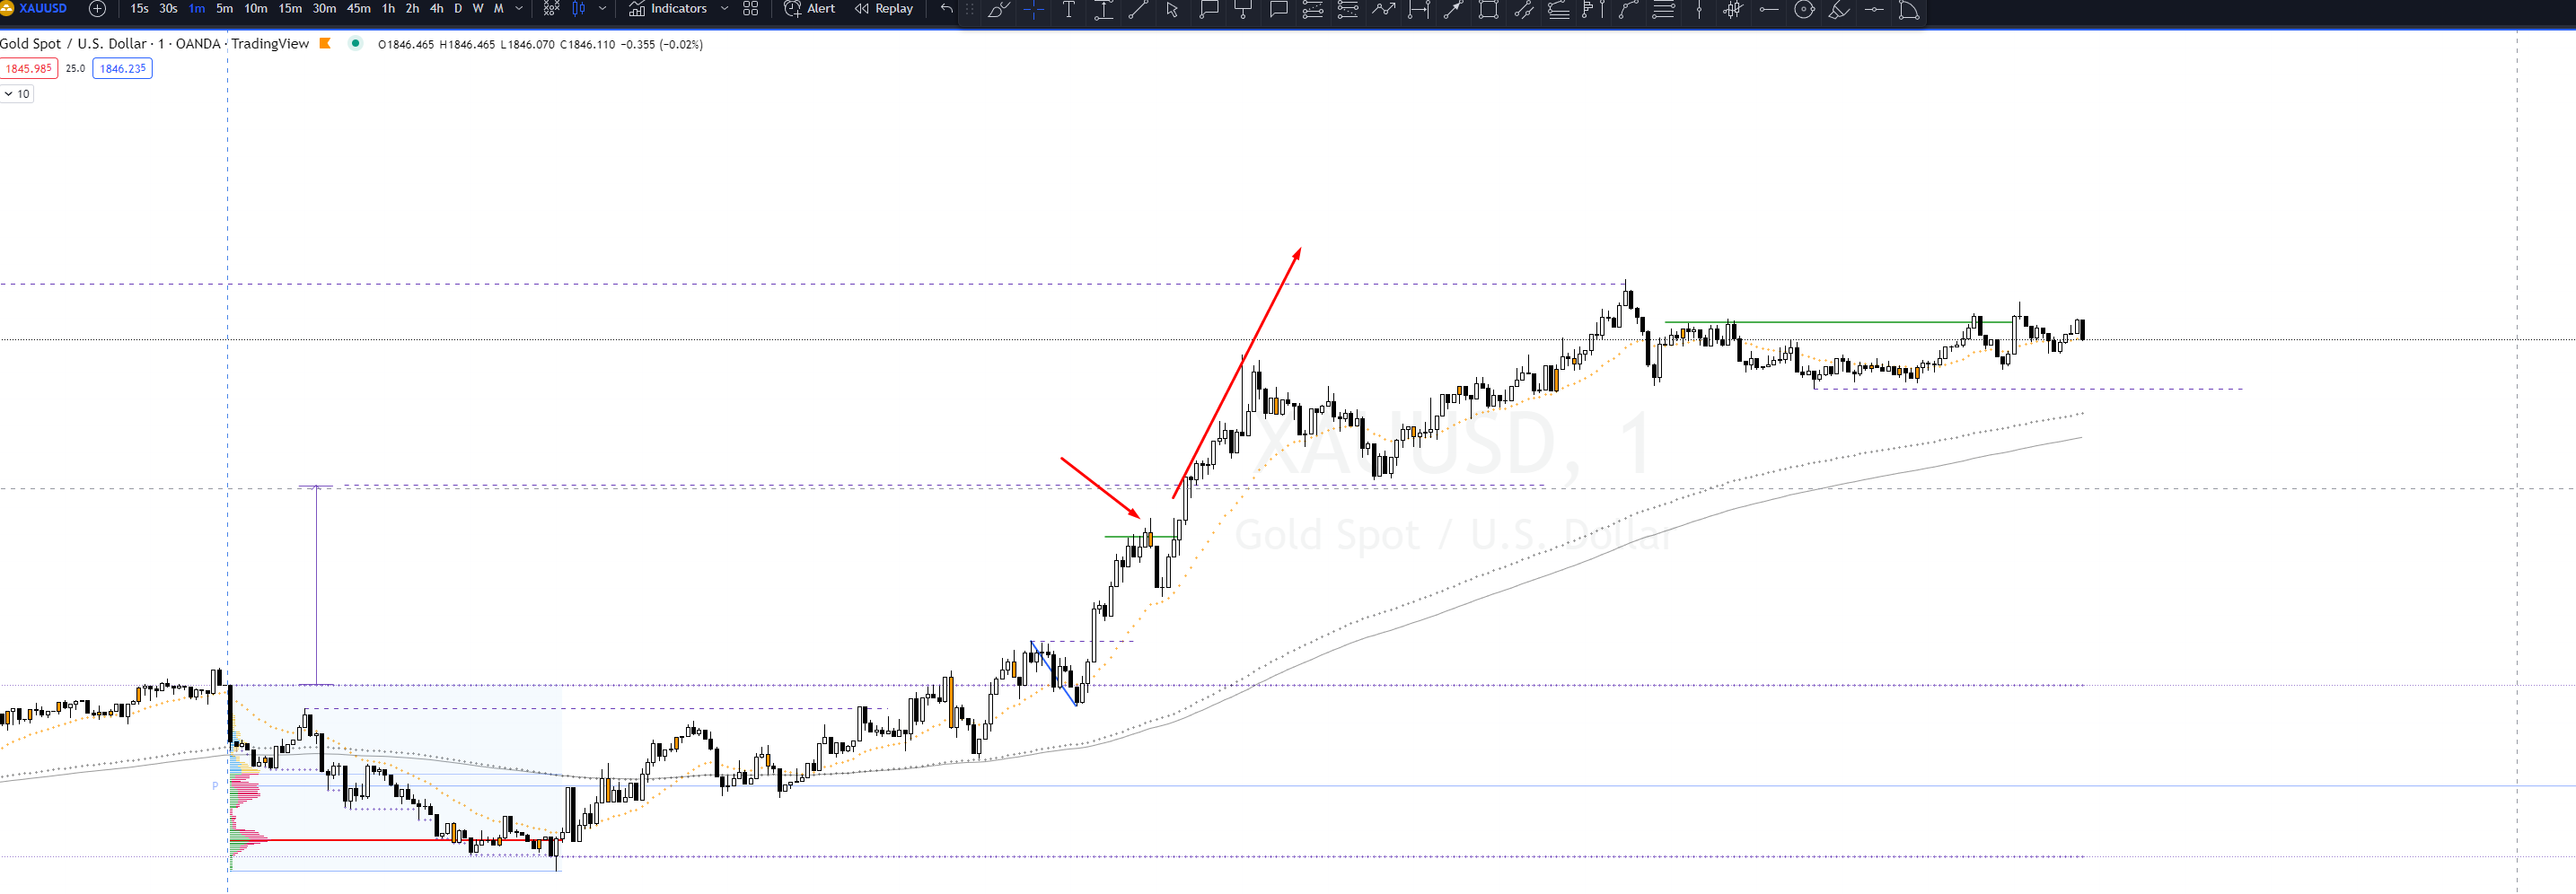 XAUUSD 15s 30s 1m 5m 10m 15m 30m 45m 1h 2h 4h D W M Indicators Alert Replay
Gold Spot / U.S. Dollar · 1 · OANDA · TradingView O1846.465 H1846.465 L1846.070 C1846.110 −0.355 (−0.02%)
1845.985 25.0 1846.235
10
XAUUSD, 1
Gold Spot / U.S. Dollar
P